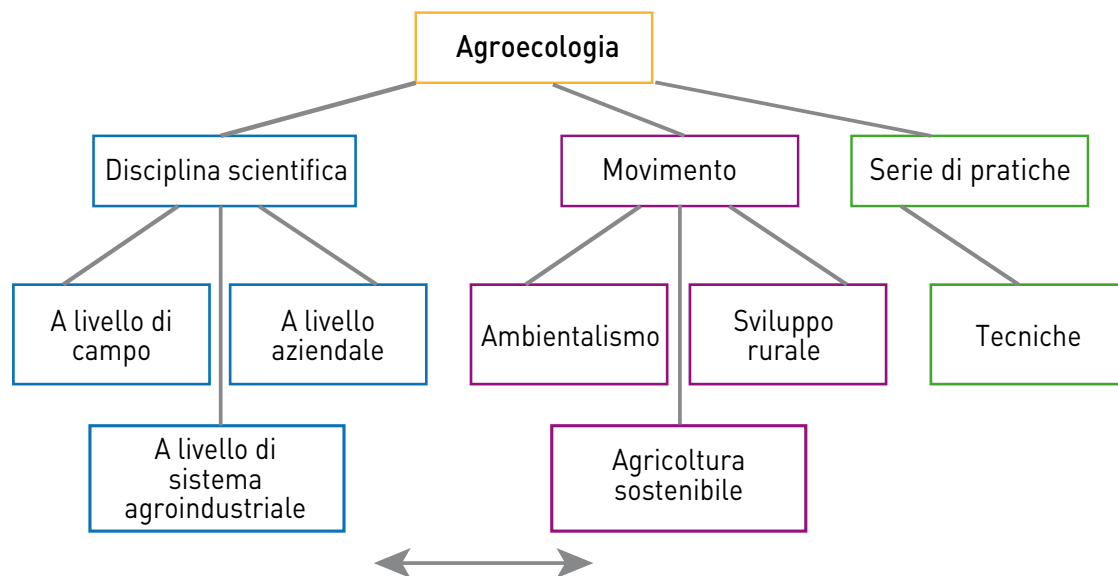 Agroecologia
Disciplina scientifica
Movimento
Serie di pratiche
A livello di
campo
A livello
aziendale
Ambientalismo
Sviluppo
rurale
Tecniche
A livello di
sistema
agroindustriale
Agricoltura
sostenibile